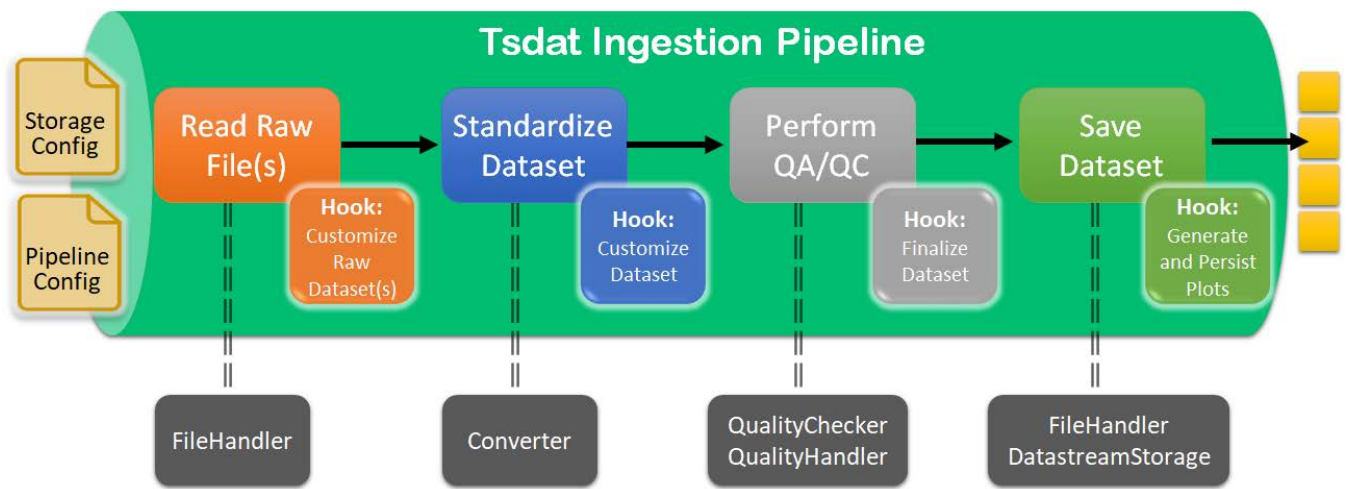 Tsdat Ingestion Pipeline
Storage
Config
Pipeline
Config
Read Raw
File(s)
Hook:
Customize
Raw
Dataset(s)
Standardize
Dataset
Hook:
Customize
Dataset
Perform
QA/QC
Hook:
Finalize
Dataset
Save
Dataset
Hook:
Generate
and Persist
Plots
FileHandler
Converter
QualityChecker
QualityHandler
FileHandler
DatastreamStorage